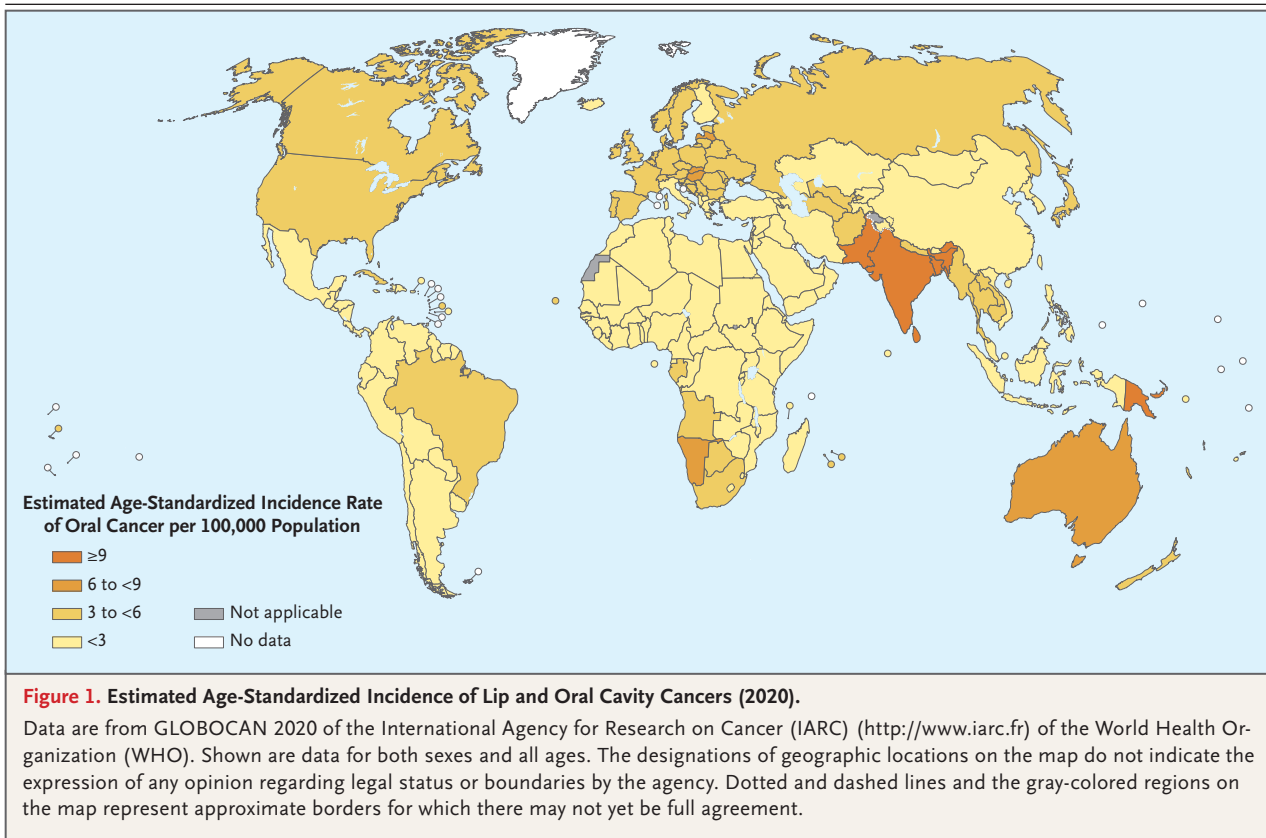 Estimated Age-Standardized Incidence Rate
of Oral Cancer per 100,000 Population
≥9
6 to <9
3 to <6
<3
Not applicable
No data
Figure 1. Estimated Age-Standardized Incidence of Lip and Oral Cavity Cancers (2020).
Data are from GLOBOCAN 2020 of the International Agency for Research on Cancer (IARC) (http://www.iarc.fr) of the World Health Or-
ganization (WHO). Shown are data for both sexes and all ages. The designations of geographic locations on the map do not indicate the
expression of any opinion regarding legal status or boundaries by the agency. Dotted and dashed lines and the gray-colored regions on
the map represent approximate borders for which there may not yet be full agreement.